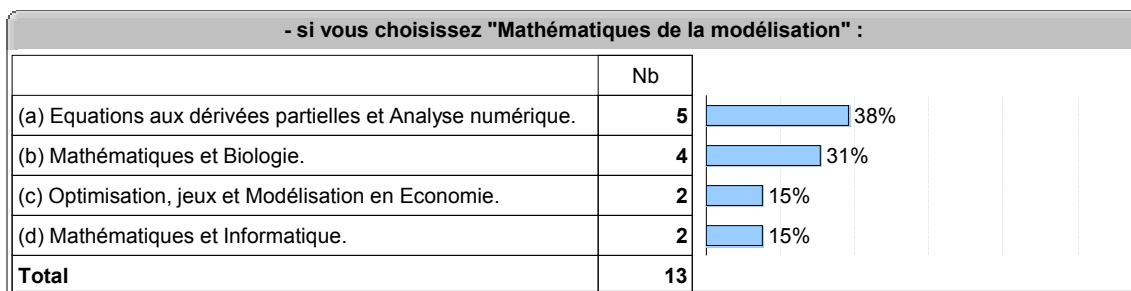 - si vous choisissez "Mathématiques de la modélisation" :
Nb
(a) Equations aux dérivées partielles et Analyse numérique. 5 38%
(b) Mathématiques et Biologie. 4 31%
(c) Optimisation, jeux et Modélisation en Economie. 2 15%
(d) Mathématiques et Informatique. 2 15%
Total 13